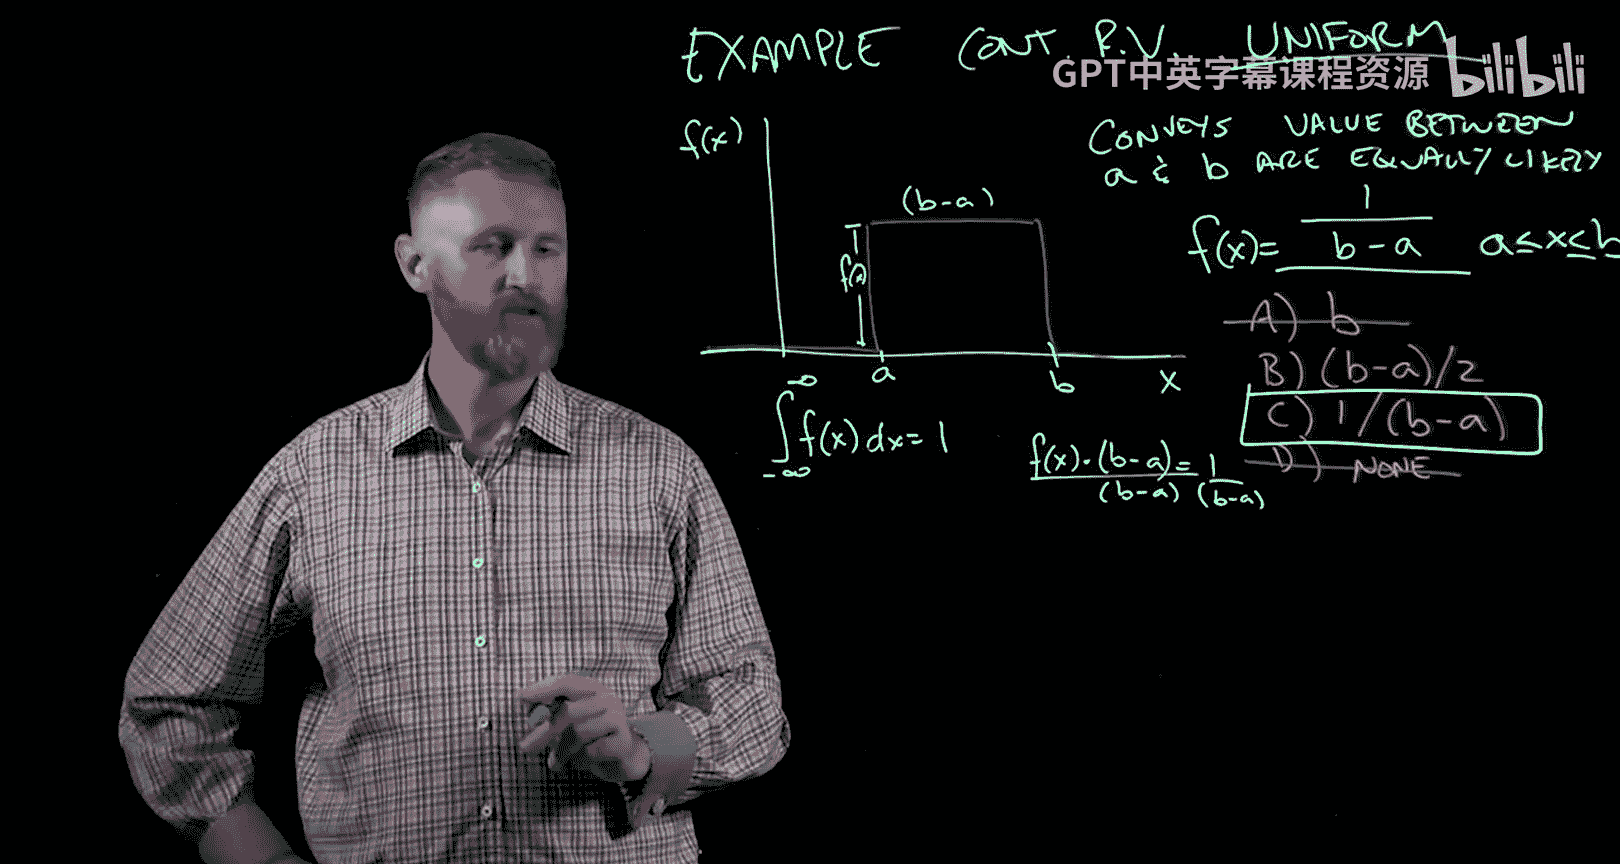 EXAMPLE CONT R.V. UNIFORM
GPT中英字幕课程资源 bilibili
CONVEYS VALUE BETWEEN
a & b ARE EQUALLY LIKELY
f(x)
(b-a)
f(x)
f(x)= 1/(b-a) a≤x≤b
a b x
A) b
B) (b-a)/2
C) 1/(b-a)
D) NONE
∞
∫f(x)dx=1
-∞
f(x)·(b-a)=1
(b-a) (b-a)